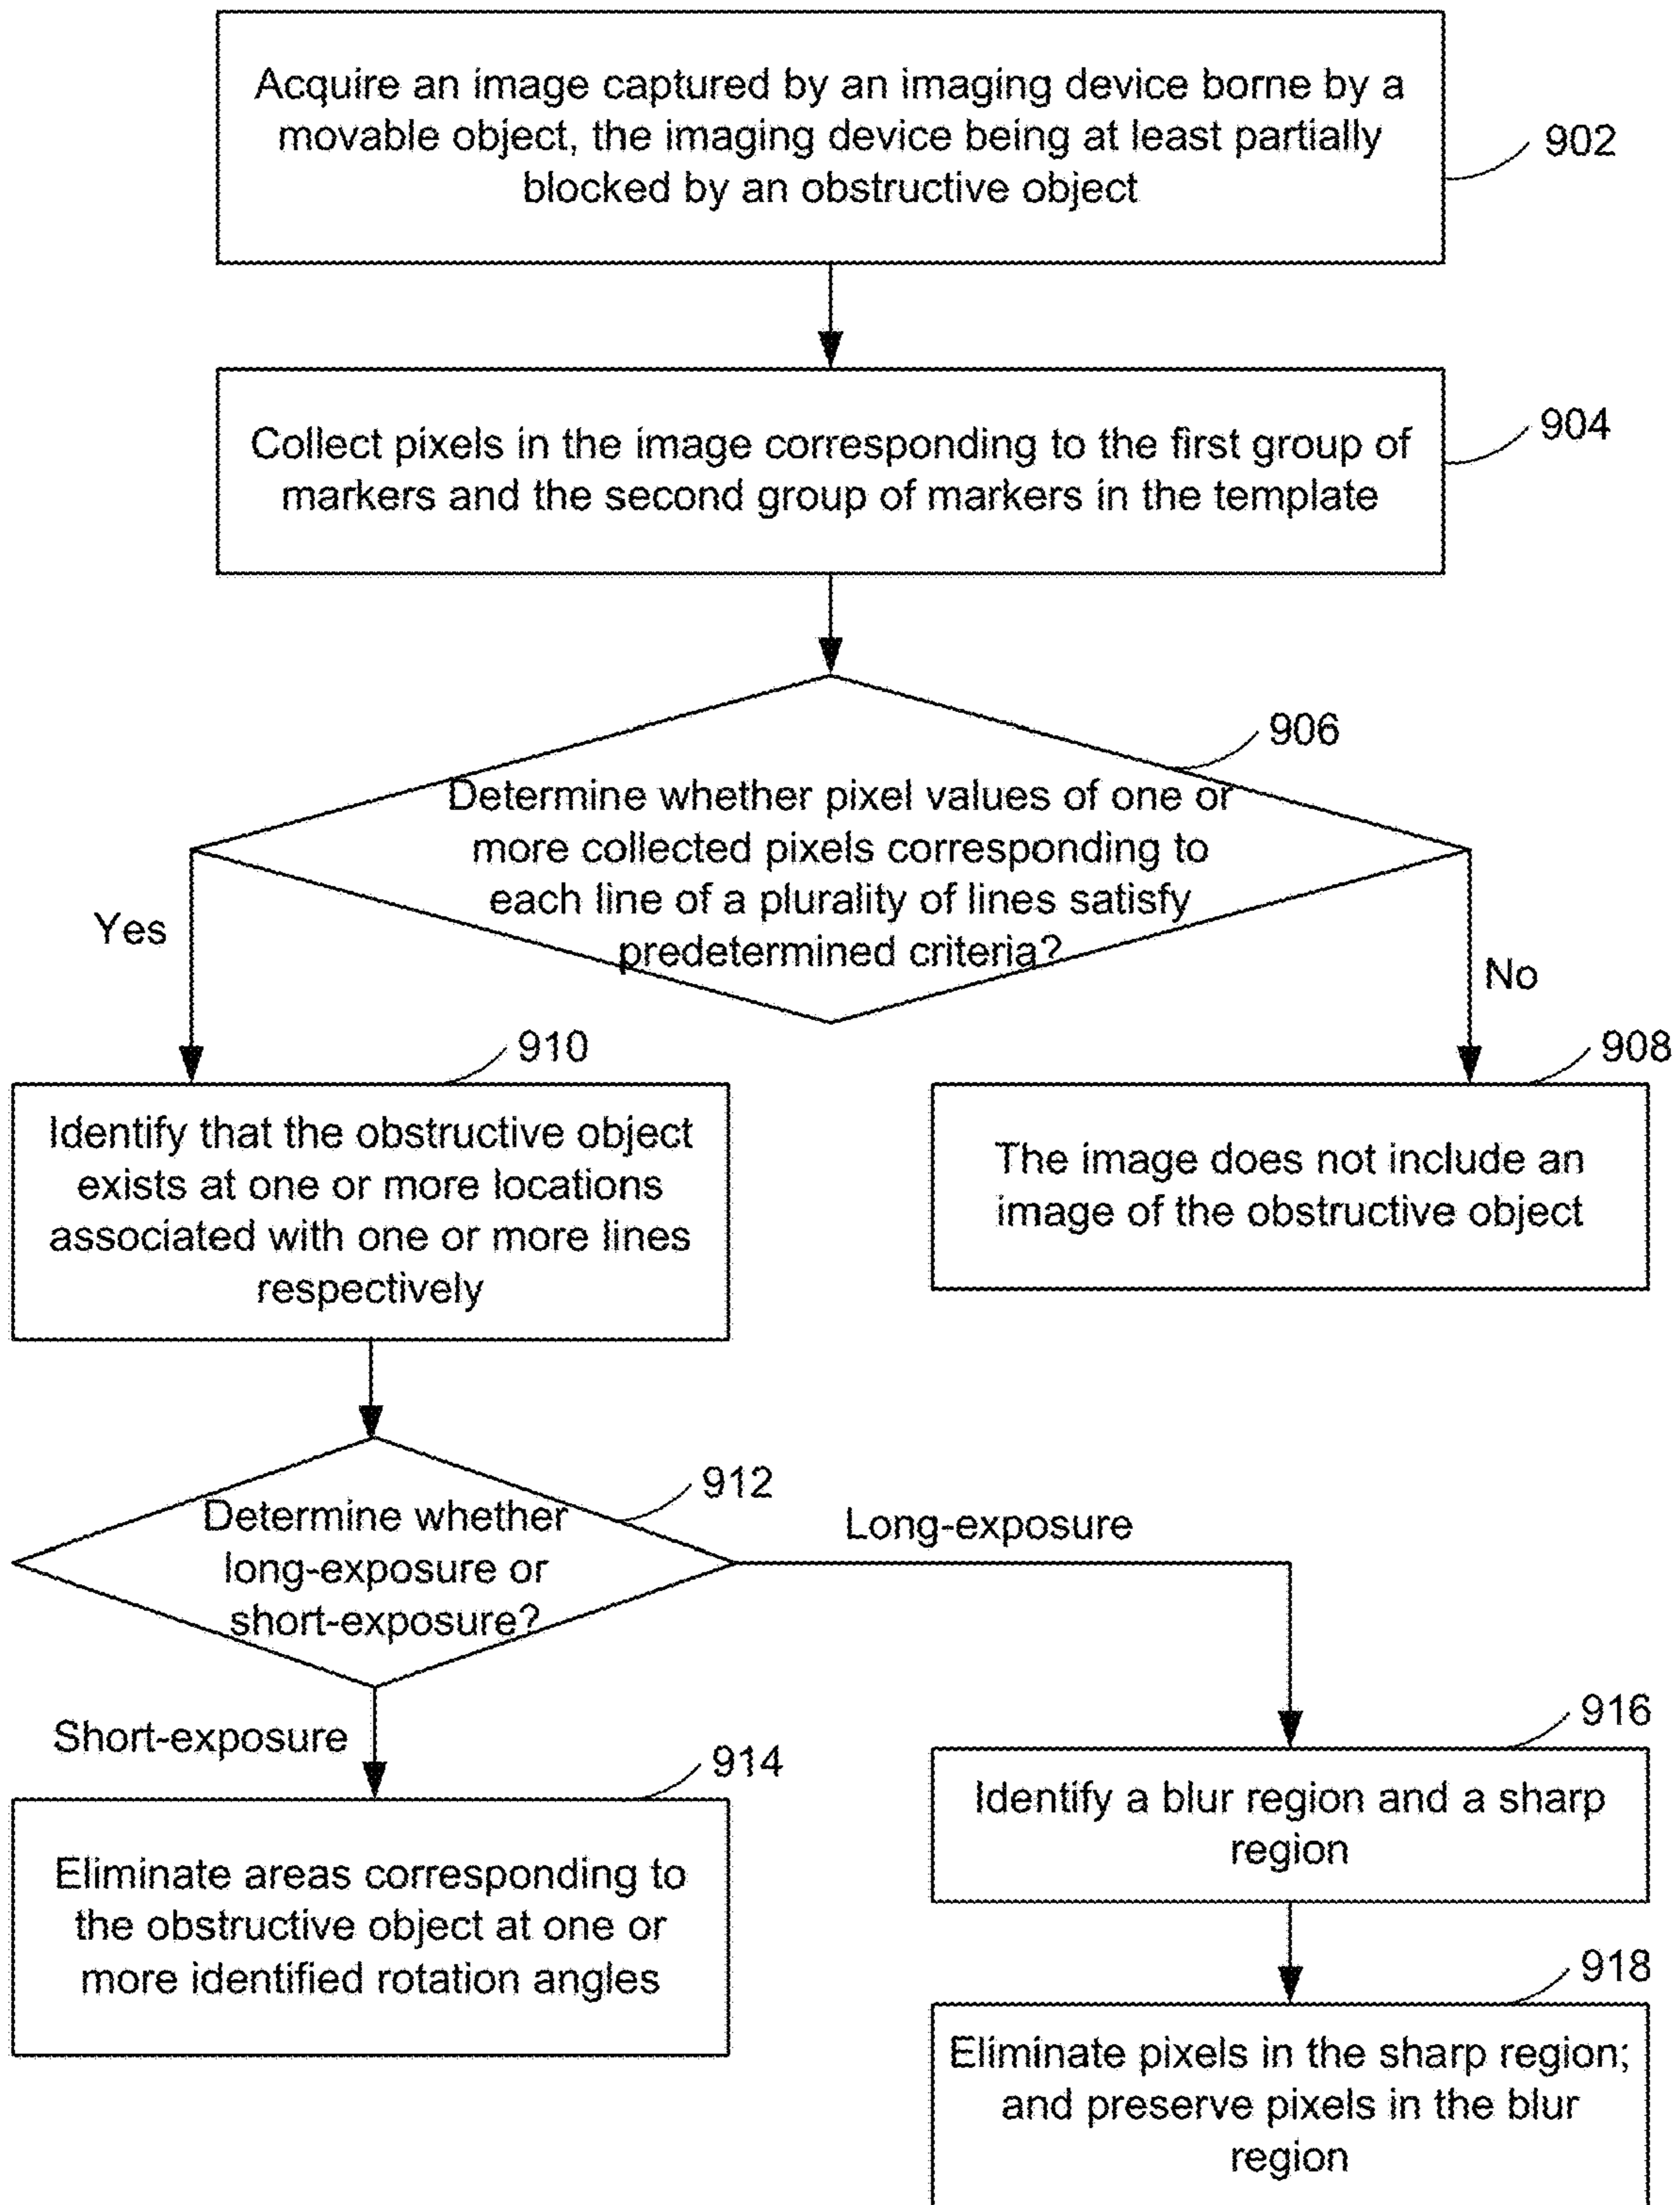 Acquire an image captured by an imaging device borne by a
movable object, the imaging device being at least partially
blocked by an obstructive object
902
Collect pixels in the image corresponding to the first group of
markers and the second group of markers in the template
904
906
Determine whether pixel values of one or
more collected pixels corresponding to
each line of a plurality of lines satisfy
predetermined criteria?
Yes
No
910
Identify that the obstructive object
exists at one or more locations
associated with one or more lines
respectively
908
The image does not include an
image of the obstructive object
912
Determine whether
long-exposure or
short-exposure?
Long-exposure
Short-exposure
914
Eliminate areas corresponding to
the obstructive object at one or
more identified rotation angles
916
Identify a blur region and a sharp
region
918
Eliminate pixels in the sharp region;
and preserve pixels in the blur
region